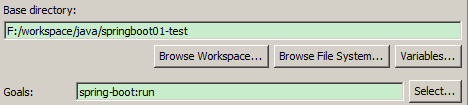 Base directory:
F:/workspace/java/springboot01-test
Browse Workspace... Browse File System... Variables...
Goals: spring-boot:run Select...